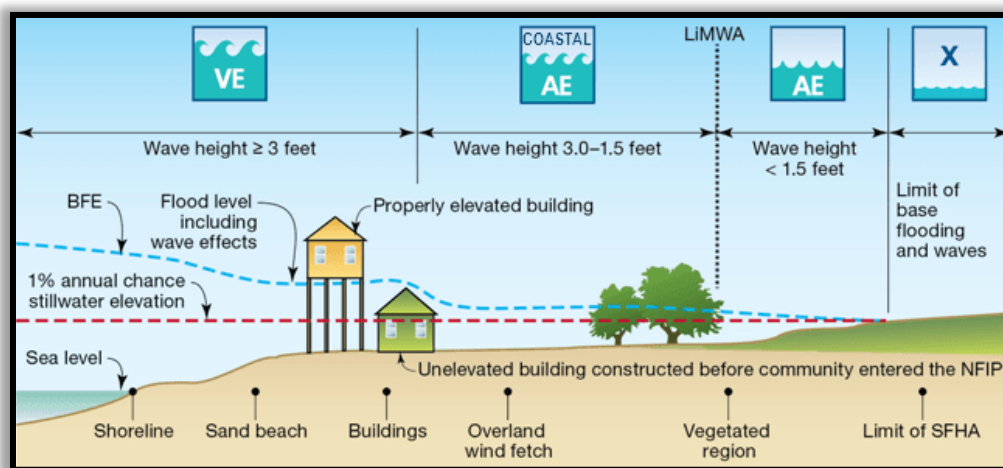 VE
COASTAL
AE
LiMWA
AE
X
Wave height ≥ 3 feet
Wave height 3.0–1.5 feet
Wave height
< 1.5 feet
BFE
Flood level
including
wave effects
Properly elevated building
Limit of
base
flooding
and waves
1% annual chance
stillwater elevation
Sea level
Unelevated building constructed before community entered the NFIP
Shoreline
Sand beach
Buildings
Overland
wind fetch
Vegetated
region
Limit of SFHA